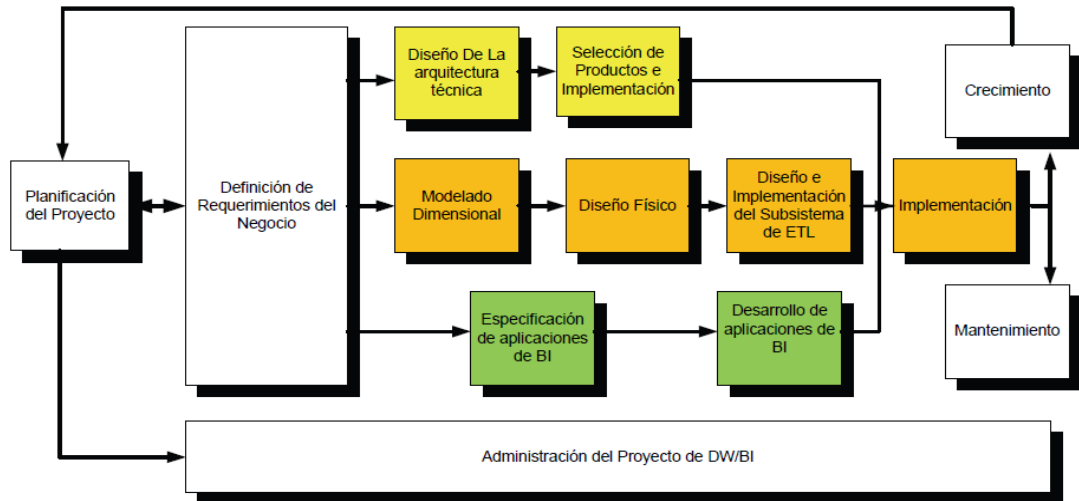 Diseño De La
arquitectura
técnica
Selección de
Productos e
Implementación
Crecimiento
Planificación
del Proyecto
Definición de
Requerimientos del
Negocio
Modelado
Dimensional
Diseño Físico
Diseño e
Implementación
del Subsistema
de ETL
Implementación
Especificación
de aplicaciones
de BI
Desarrollo de
aplicaciones de
BI
Mantenimiento
Administración del Proyecto de DW/BI